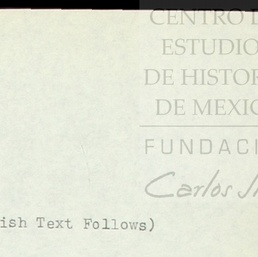 CENTRO D
ESTUDIO
DE HISTOR
DE MEXIC
FUNDACI
Carlos
ish Text Follows)